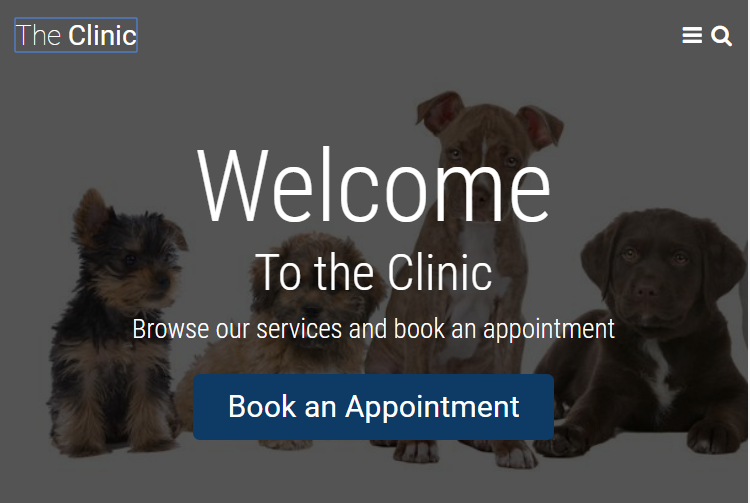 The Clinic
Welcome
To the Clinic
Browse our services and book an appointment
Book an Appointment